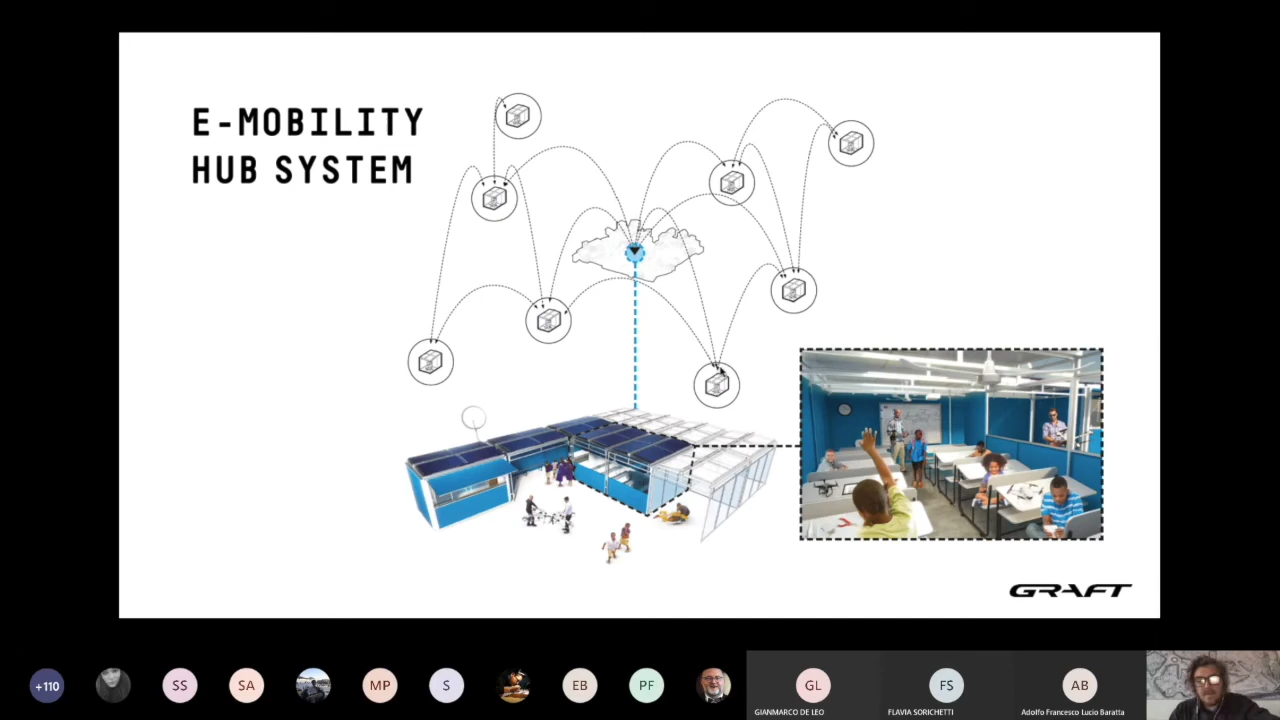 E-MOBILITY
HUB SYSTEM
GRAFT
+110
SS
SA
MP
S
EB
PF
GL
GIANMARCO DE LEO
FS
FLAVIA SORICHETTI
AB
Adolfo Francesco Lucio Baratta